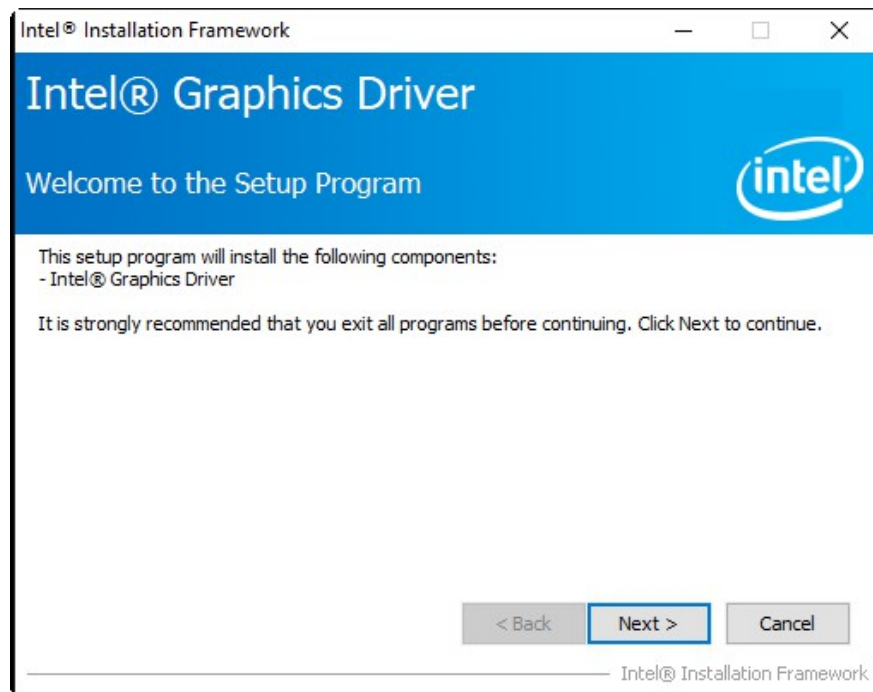 Intel® Installation Framework
Intel® Graphics Driver
Welcome to the Setup Program
intel
This setup program will install the following components:
- Intel® Graphics Driver
It is strongly recommended that you exit all programs before continuing. Click Next to continue.
< Back
Next >
Cancel
Intel® Installation Framework